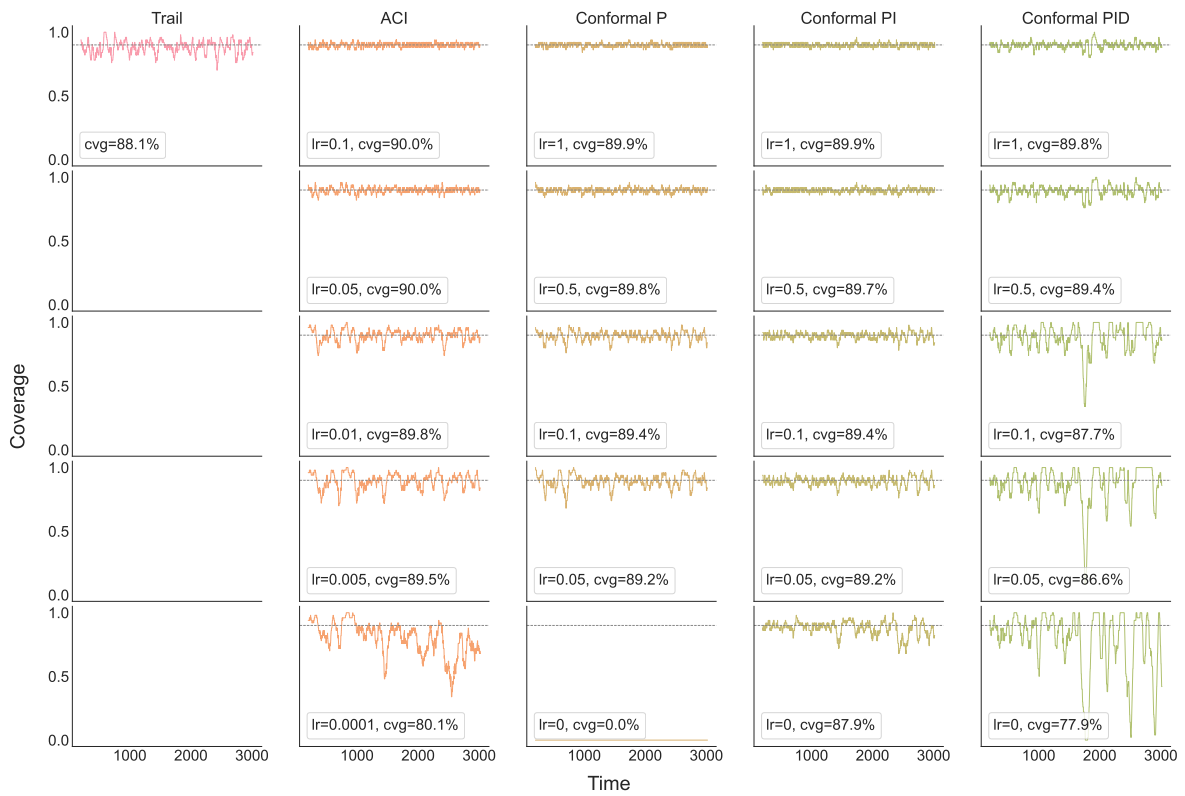 Trail
ACI
Conformal P
Conformal PI
Conformal PID
Coverage
1.0
0.5
0.0
cvg=88.1%
lr=0.1, cvg=90.0%
lr=1, cvg=89.9%
lr=1, cvg=89.9%
lr=1, cvg=89.8%
1.0
0.5
0.0
lr=0.05, cvg=90.0%
lr=0.5, cvg=89.8%
lr=0.5, cvg=89.7%
lr=0.5, cvg=89.4%
1.0
0.5
0.0
lr=0.01, cvg=89.8%
lr=0.1, cvg=89.4%
lr=0.1, cvg=89.4%
lr=0.1, cvg=87.7%
1.0
0.5
0.0
lr=0.005, cvg=89.5%
lr=0.05, cvg=89.2%
lr=0.05, cvg=89.2%
lr=0.05, cvg=86.6%
1.0
0.5
0.0
lr=0.0001, cvg=80.1%
lr=0, cvg=0.0%
lr=0, cvg=87.9%
lr=0, cvg=77.9%
1000 2000 3000
1000 2000 3000
1000 2000 3000
1000 2000 3000
1000 2000 3000
Time